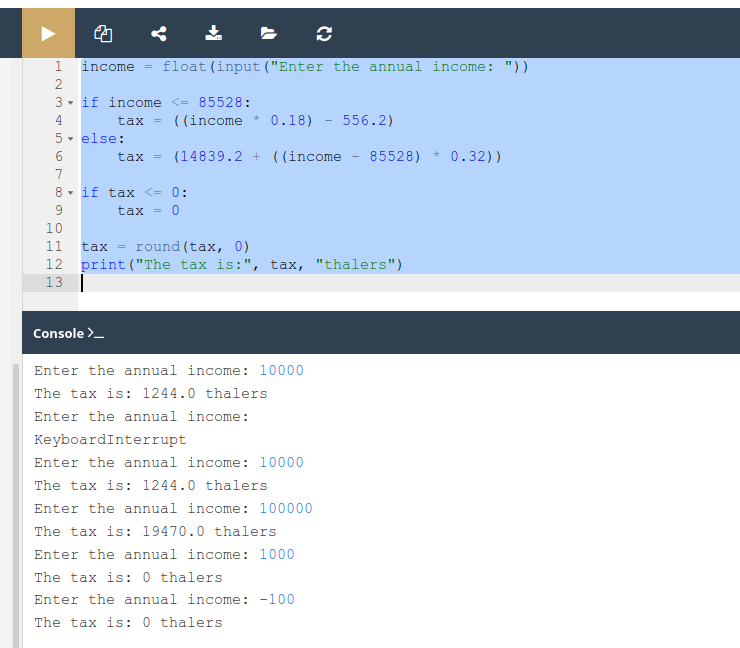 1 income = float(input("Enter the annual income: "))
2
3 if income <= 85528:
4     tax = ((income * 0.18) - 556.2)
5 else:
6     tax = (14839.2 + ((income - 85528) * 0.32))
7
8 if tax <= 0:
9     tax = 0
10
11 tax = round(tax, 0)
12 print("The tax is:", tax, "thalers")
13
Console >_
Enter the annual income: 10000
The tax is: 1244.0 thalers
Enter the annual income:
KeyboardInterrupt
Enter the annual income: 10000
The tax is: 1244.0 thalers
Enter the annual income: 100000
The tax is: 19470.0 thalers
Enter the annual income: 1000
The tax is: 0 thalers
Enter the annual income: -100
The tax is: 0 thalers